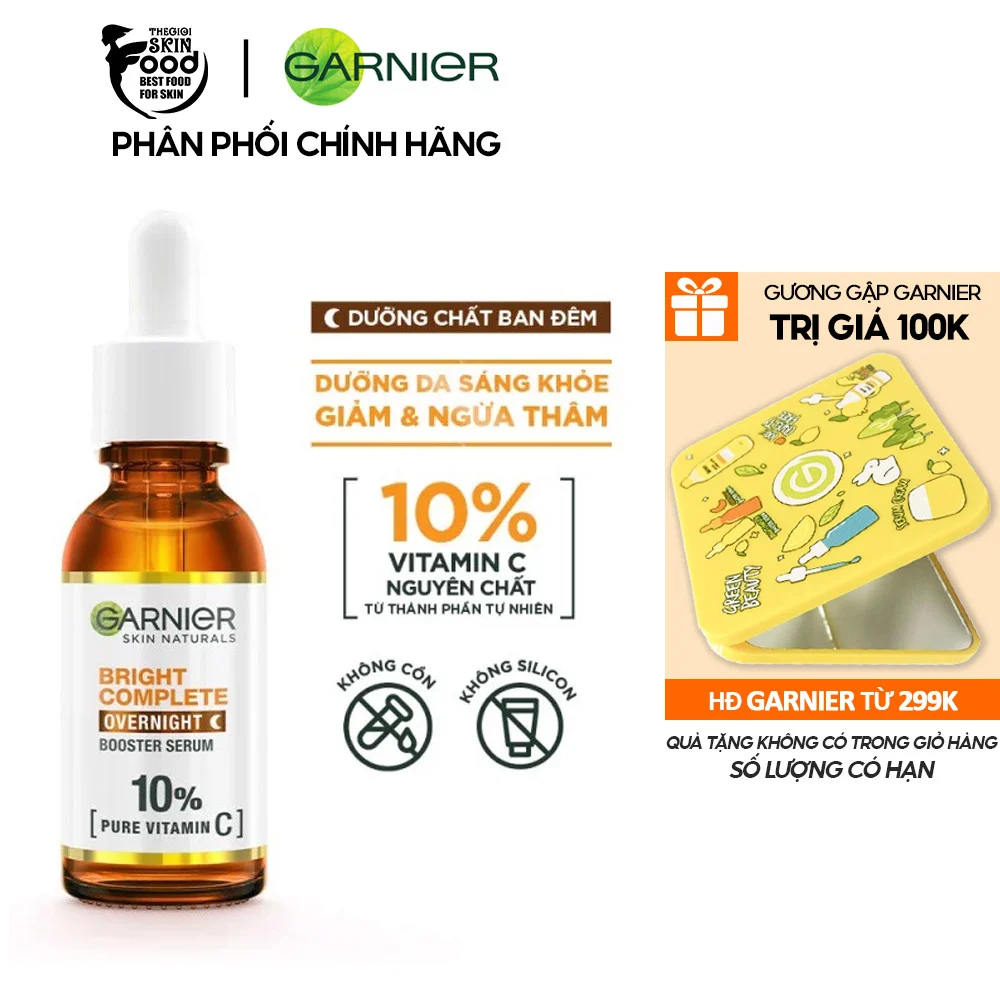 THEGIOI
SKIN
Food
BEST FOOD
FOR SKIN
GARNIER
PHÂN PHỐI CHÍNH HÃNG
DƯỠNG CHẤT BAN ĐÊM
DƯỠNG DA SÁNG KHỎE
GIẢM & NGỪA THÂM
10%
VITAMIN C
NGUYÊN CHẤT
TỪ THÀNH PHẦN TỰ NHIÊN
KHÔNG CỒN
KHÔNG SILICON
GARNIER
SKIN NATURALS
BRIGHT
COMPLETE
OVERNIGHT
BOOSTER SERUM
10%
[PURE VITAMIN C]
GƯƠNG GẬP GARNIER
TRỊ GIÁ 100K
SERUM CREAM
GREEN
BEAUTY
HĐ GARNIER TỪ 299K
QUÀ TẶNG KHÔNG CÓ TRONG GIỎ HÀNG
SỐ LƯỢNG CÓ HẠN